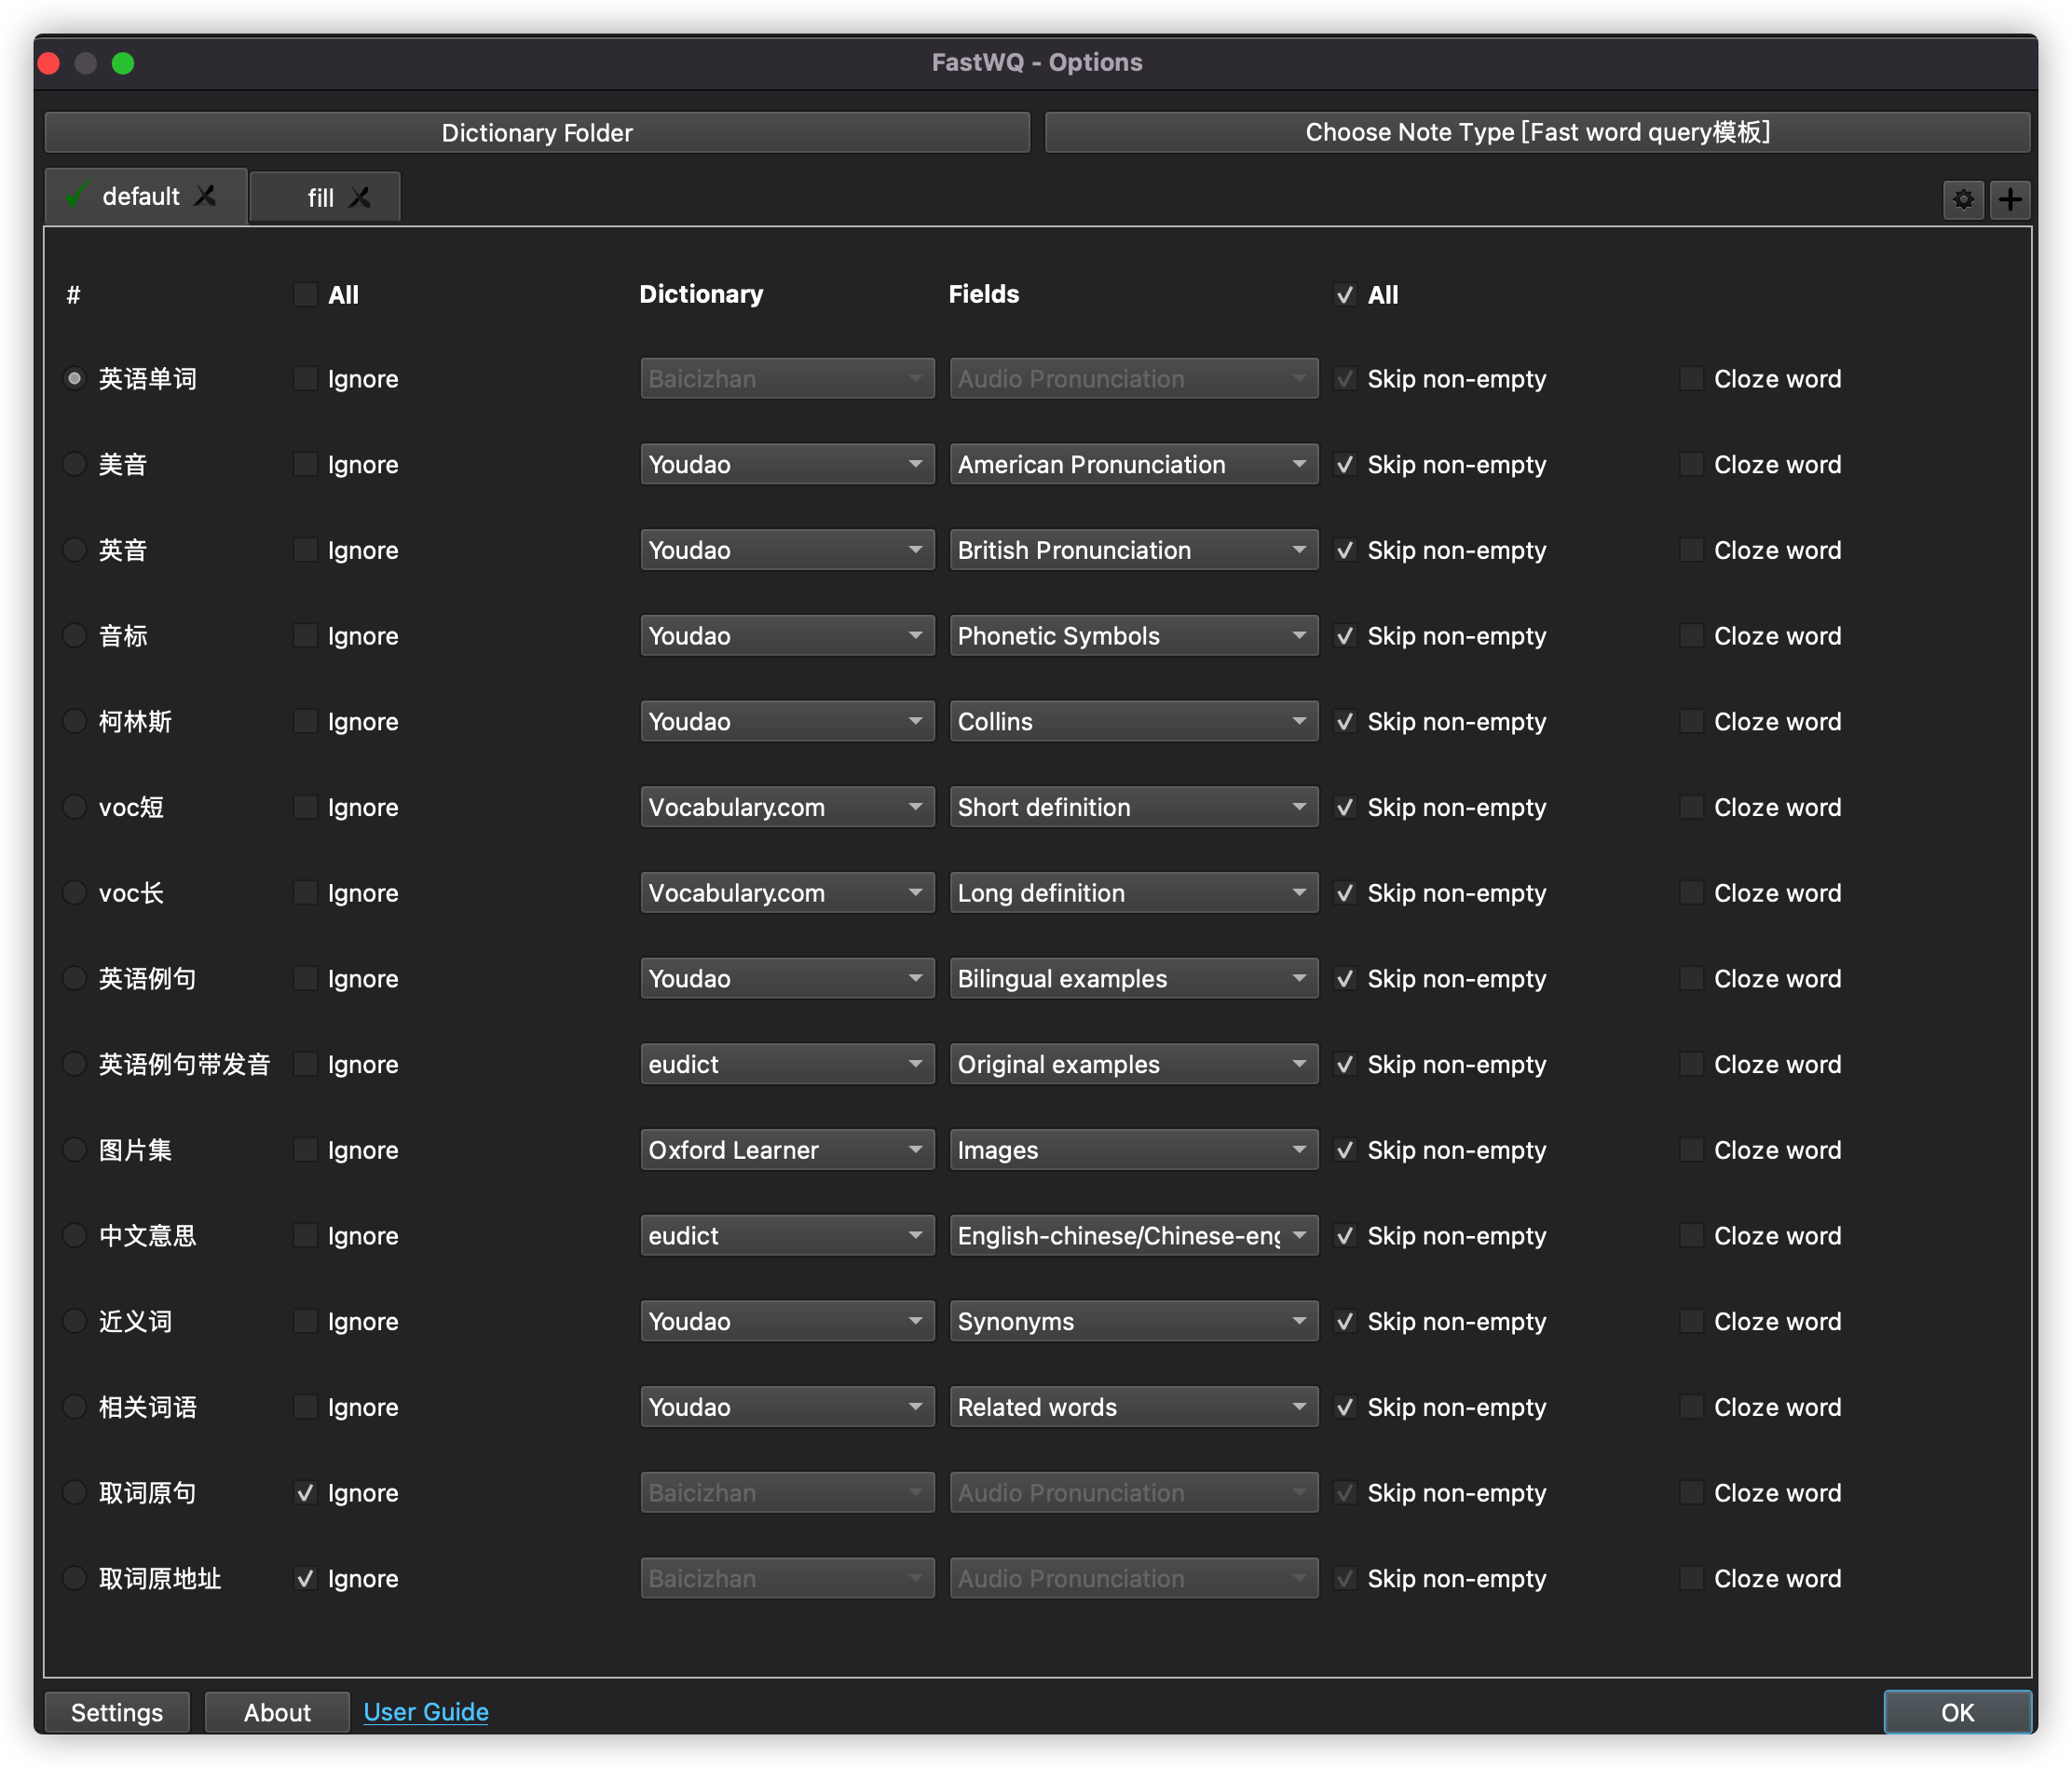 FastWQ - Options
Dictionary Folder Choose Note Type [Fast word query模板]
default fill
# All Dictionary Fields All
英语单词 Ignore Baicizhan Audio Pronunciation Skip non-empty Cloze word
美音 Ignore Youdao American Pronunciation Skip non-empty Cloze word
英音 Ignore Youdao British Pronunciation Skip non-empty Cloze word
音标 Ignore Youdao Phonetic Symbols Skip non-empty Cloze word
柯林斯 Ignore Youdao Collins Skip non-empty Cloze word
voc短 Ignore Vocabulary.com Short definition Skip non-empty Cloze word
voc长 Ignore Vocabulary.com Long definition Skip non-empty Cloze word
英语例句 Ignore Youdao Bilingual examples Skip non-empty Cloze word
英语例句带发音 Ignore eudict Original examples Skip non-empty Cloze word
图片集 Ignore Oxford Learner Images Skip non-empty Cloze word
中文意思 Ignore eudict English-chinese/Chinese-eng Skip non-empty Cloze word
近义词 Ignore Youdao Synonyms Skip non-empty Cloze word
相关词语 Ignore Youdao Related words Skip non-empty Cloze word
取词原句 Ignore Baicizhan Audio Pronunciation Skip non-empty Cloze word
取词原地址 Ignore Baicizhan Audio Pronunciation Skip non-empty Cloze word
Settings About User Guide OK